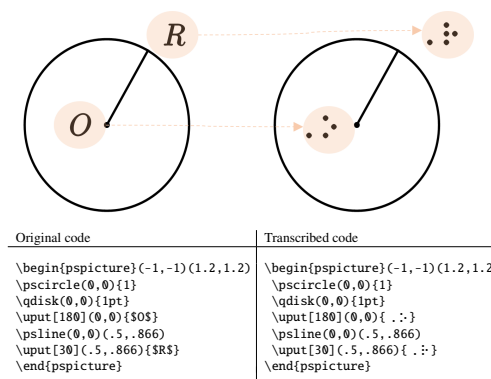 R ⠠⠗
O ⠠⠕
Original code Transcribed code
\begin{pspicture}(-1,-1)(1.2,1.2) \begin{pspicture}(-1,-1)(1.2,1.2
\pscircle(0,0){1} \pscircle(0,0){1}
\qdisk(0,0){1pt} \qdisk(0,0){1pt}
\uput[180](0,0){$O$} \uput[180](0,0){⠠⠕}
\psline(0,0)(.5,.866) \psline(0,0)(.5,.866)
\uput[30](.5,.866){$R$} \uput[30](.5,.866){⠠⠗}
\end{pspicture} \end{pspicture}